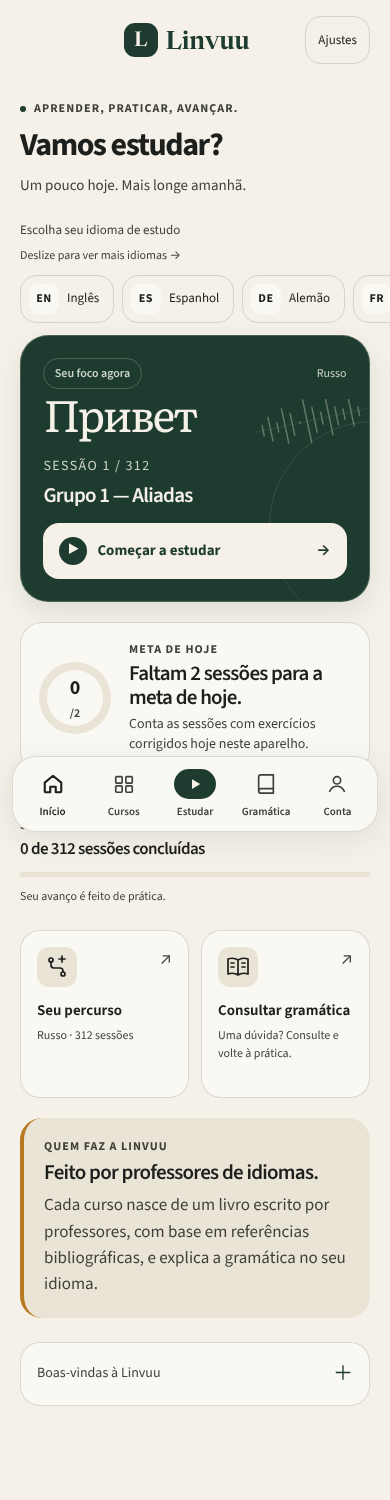 L Linvuu
Ajustes
APRENDER, PRATICAR, AVANÇAR.
Vamos estudar?
Um pouco hoje. Mais longe amanhã.
Escolha seu idioma de estudo
Deslize para ver mais idiomas →
EN Inglês ES Espanhol DE Alemão FR
Seu foco agora
Russo
Привет
SESSÃO 1 / 312
Grupo 1 — Aliadas
Começar a estudar →
META DE HOJE
0
/2
Faltam 2 sessões para a
meta de hoje.
Conta as sessões com exercícios
corrigidos hoje neste aparelho.
Início Cursos Estudar Gramática Conta
0 de 312 sessões concluídas
Seu avanço é feito de prática.
Seu percurso
Russo · 312 sessões
Consultar gramática
Uma dúvida? Consulte e
volte à prática.
QUEM FAZ A LINVUU
Feito por professores de idiomas.
Cada curso nasce de um livro escrito por
professores, com base em referências
bibliográficas, e explica a gramática no seu
idioma.
Boas-vindas à Linvuu